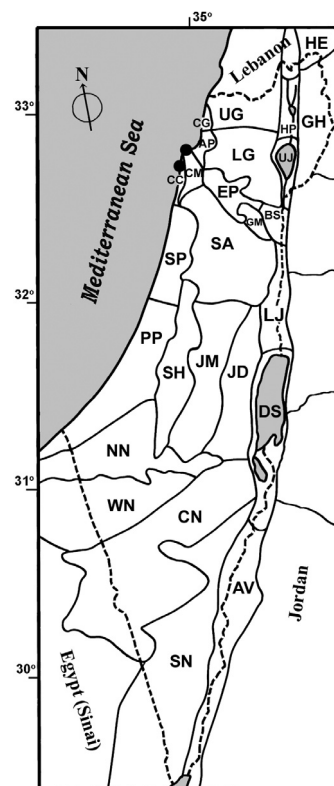 35°
HE
Lebanon
N
33°
CG
UG
HP
GH
AP
LG
UJ
CC
CM
EP
GM
BS
Mediterranean Sea
SP
SA
32°
LJ
PP
SH
JM
JD
DS
NN
31°
WN
CN
AV
Jordan
SN
30°
Egypt (Sinai)